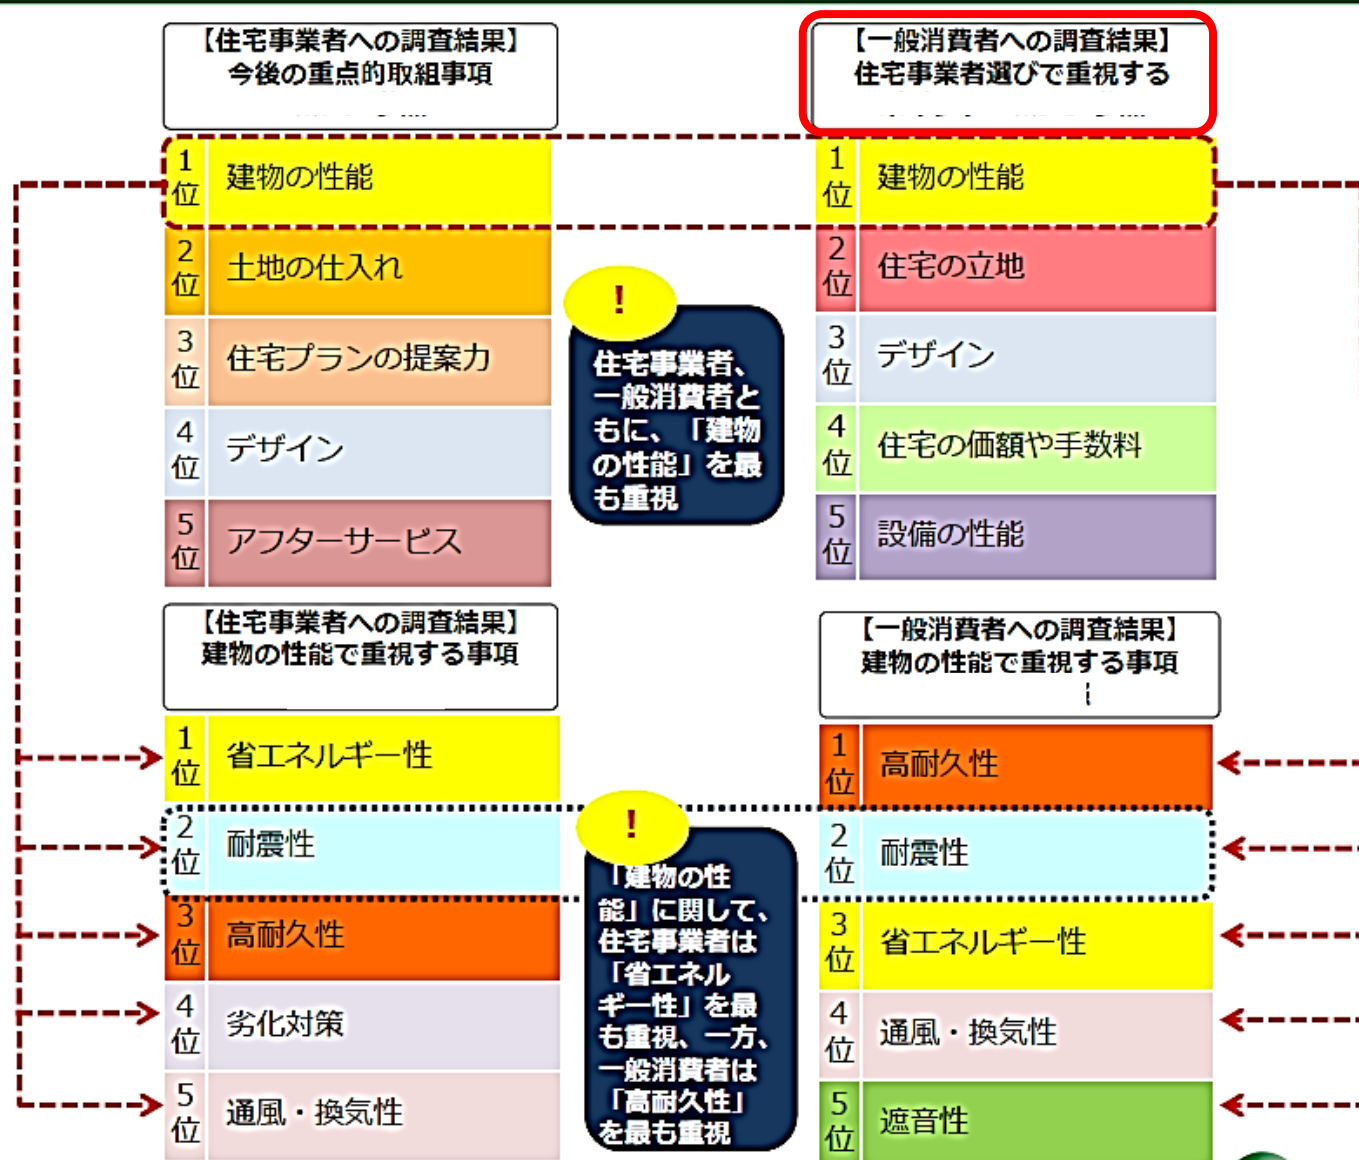 【住宅事業者への調査結果】
今後の重点的取組事項
1位 建物の性能
2位 土地の仕入れ
3位 住宅プランの提案力
4位 デザイン
5位 アフターサービス
【一般消費者への調査結果】
住宅事業者選びで重視する
1位 建物の性能
2位 住宅の立地
3位 デザイン
4位 住宅の価額や手数料
5位 設備の性能
!
住宅事業者、
一般消費者と
もに、「建物
の性能」を最
も重視
【住宅事業者への調査結果】
建物の性能で重視する事項
1位 省エネルギー性
2位 耐震性
3位 高耐久性
4位 劣化対策
5位 通風・換気性
【一般消費者への調査結果】
建物の性能で重視する事項
1位 高耐久性
2位 耐震性
3位 省エネルギー性
4位 通風・換気性
5位 遮音性
!
「建物の性
能」に関して、
住宅事業者は
「省エネル
ギー性」を最
も重視、一方、
一般消費者は
「高耐久性」
を最も重視